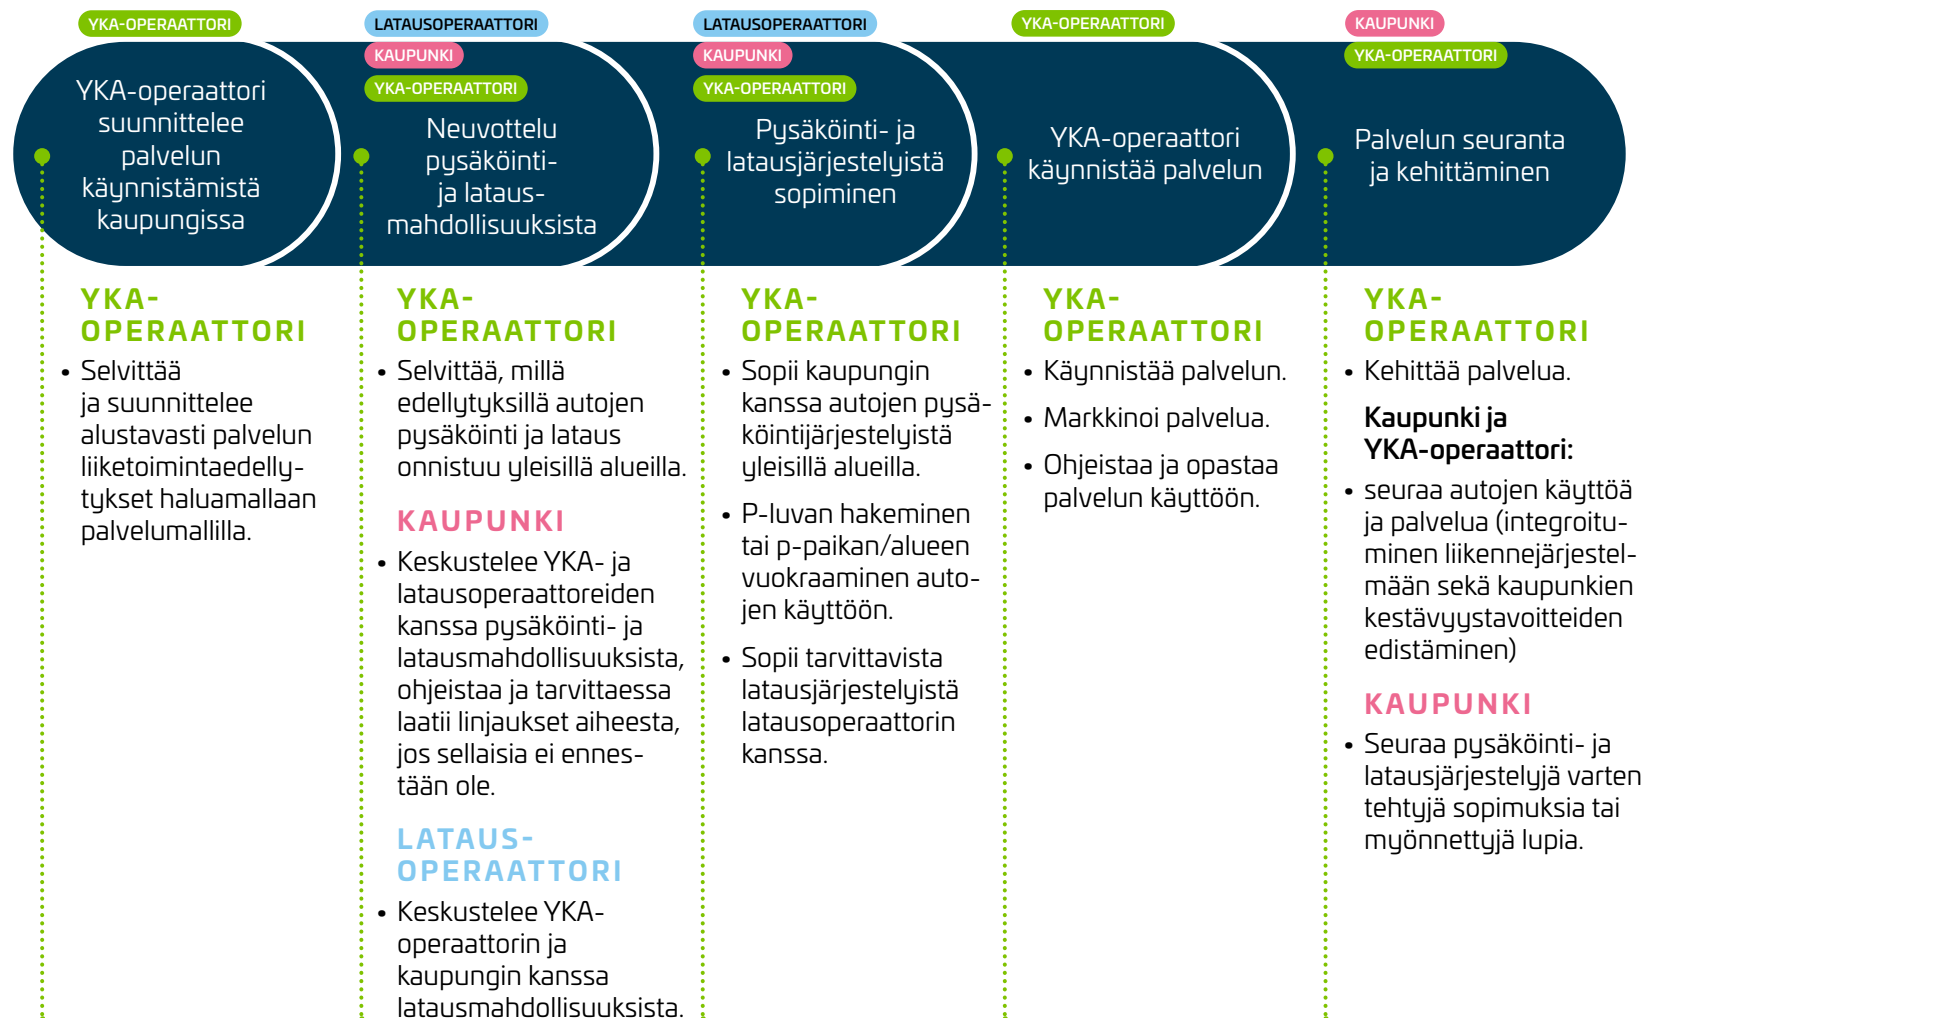 YKA-OPERAATTORI
YKA-operaattori
suunnittelee
palvelun
käynnistämistä
kaupungissa
YKA-
OPERAATTORI
• Selvittää
ja suunnittelee
alustavasti palvelun
liiketoimintaedelly-
tykset haluamallaan
palvelumallilla.
LATAUSOPERAATTORI
KAUPUNKI
YKA-OPERAATTORI
Neuvottelu
pysäköinti-
ja lataus-
mahdollisuuksista
YKA-
OPERAATTORI
• Selvittää, millä
edellytyksillä autojen
pysäköinti ja lataus
onnistuu yleisillä alueilla.
KAUPUNKI
• Keskustelee YKA- ja
latausoperaattoreiden
kanssa pysäköinti- ja
latausmahdollisuuksista,
ohjeistaa ja tarvittaessa
laatii linjaukset aiheesta,
jos sellaisia ei ennes-
tään ole.
LATAUS-
OPERAATTORI
• Keskustelee YKA-
operaattorin ja
kaupungin kanssa
latausmahdollisuuksista.
LATAUSOPERAATTORI
KAUPUNKI
YKA-OPERAATTORI
Pysäköinti- ja
latausjärjestelyistä
sopiminen
YKA-
OPERAATTORI
• Sopii kaupungin
kanssa autojen pysä-
köintijärjestelyistä
yleisillä alueilla.
• P-luvan hakeminen
tai p-paikan/alueen
vuokraaminen auto-
jen käyttöön.
• Sopii tarvittavista
latausjärjestelyistä
latausoperaattorin
kanssa.
YKA-OPERAATTORI
YKA-operaattori
käynnistää palvelun
YKA-
OPERAATTORI
• Käynnistää palvelun.
• Markkinoi palvelua.
• Ohjeistaa ja opastaa
palvelun käyttöön.
KAUPUNKI
YKA-OPERAATTORI
Palvelun seuranta
ja kehittäminen
YKA-
OPERAATTORI
• Kehittää palvelua.
Kaupunki ja
YKA-operaattori:
• seuraa autojen käyttöä
ja palvelua (integroitu-
minen liikennejärjestel-
mään sekä kaupunkien
kestävyystavoitteiden
edistäminen)
KAUPUNKI
• Seuraa pysäköinti- ja
latausjärjestelyjä varten
tehtyjä sopimuksia tai
myönnettyjä lupia.